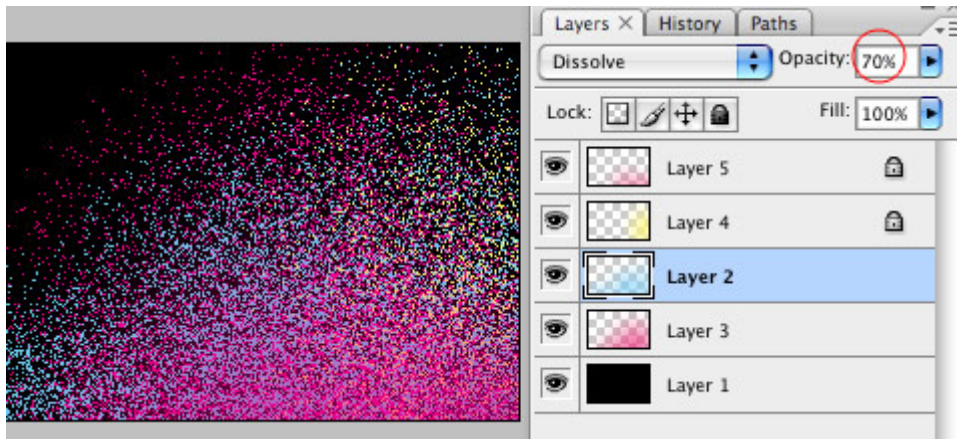 Layers × History Paths
Dissolve Opacity: 70%
Lock: Fill: 100%
Layer 5
Layer 4
Layer 2
Layer 3
Layer 1